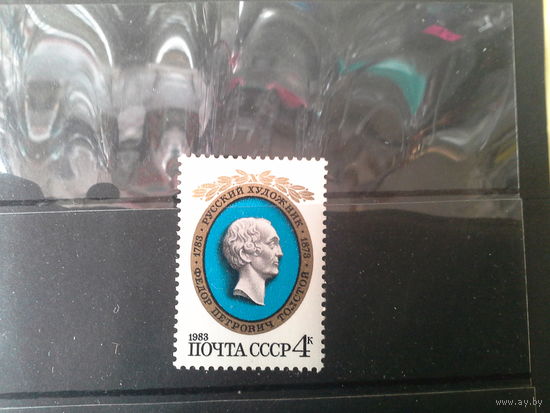 1783 · РУССКИЙ ХУДОЖНИК · 1873
ФЕДОР ПЕТРОВИЧ ТОЛСТОЙ
1983
ПОЧТА СССР 4к
www.ay.by